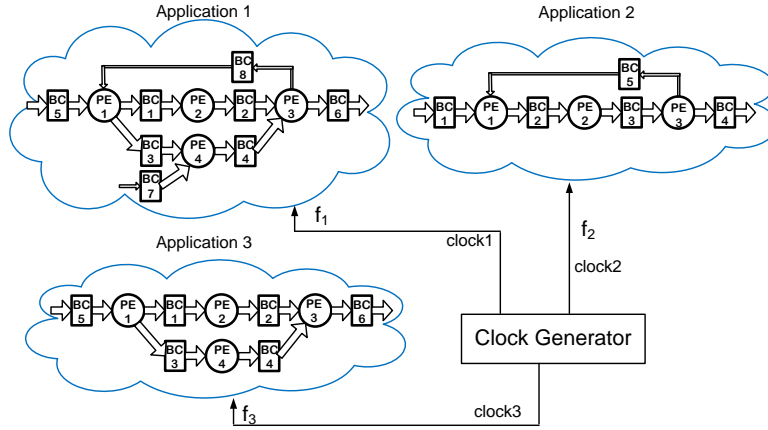 Application 1
BC 8
BC 5
PE 1
BC 1
PE 2
BC 2
PE 3
BC 6
BC 3
PE 4
BC 4
BC 7
Application 2
BC 5
BC 1
PE 1
BC 2
PE 2
BC 3
PE 3
BC 4
f1
clock1
f2
clock2
Application 3
BC 5
PE 1
BC 1
PE 2
BC 2
PE 3
BC 6
BC 3
PE 4
BC 4
Clock Generator
f3
clock3